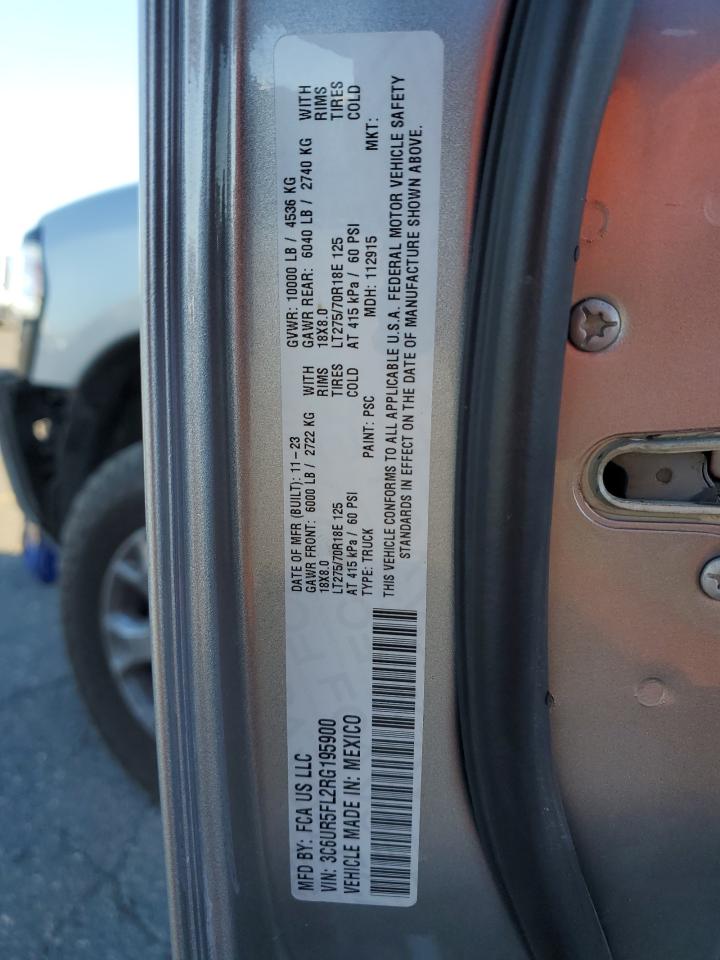 MFD BY: FCA US LLC
DATE OF MFR (BUILT): 11-23
GVWR: 10000 LB / 4536 KG
GAWR FRONT: 6000 LB / 2722 KG WITH
GAWR REAR: 6040 LB / 2740 KG WITH
18X8.0 RIMS
18X8.0 RIMS
LT275/70R18E 125 TIRES
LT275/70R18E 125 TIRES
AT 415 kPa / 60 PSI COLD
AT 415 kPa / 60 PSI COLD
VIN: 3C6UR5FL2RG195900
TYPE: TRUCK PAINT: PSC MDH: 112915 MKT:
VEHICLE MADE IN: MEXICO
THIS VEHICLE CONFORMS TO ALL APPLICABLE U.S.A. FEDERAL MOTOR VEHICLE SAFETY
STANDARDS IN EFFECT ON THE DATE OF MANUFACTURE SHOWN ABOVE.